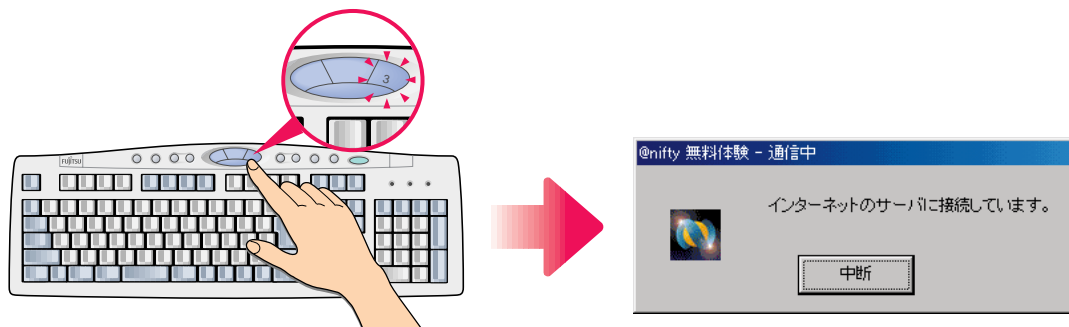 3
FUJITSU
@nifty 無料体験 - 通信中
インターネットのサーバに接続しています。
中断